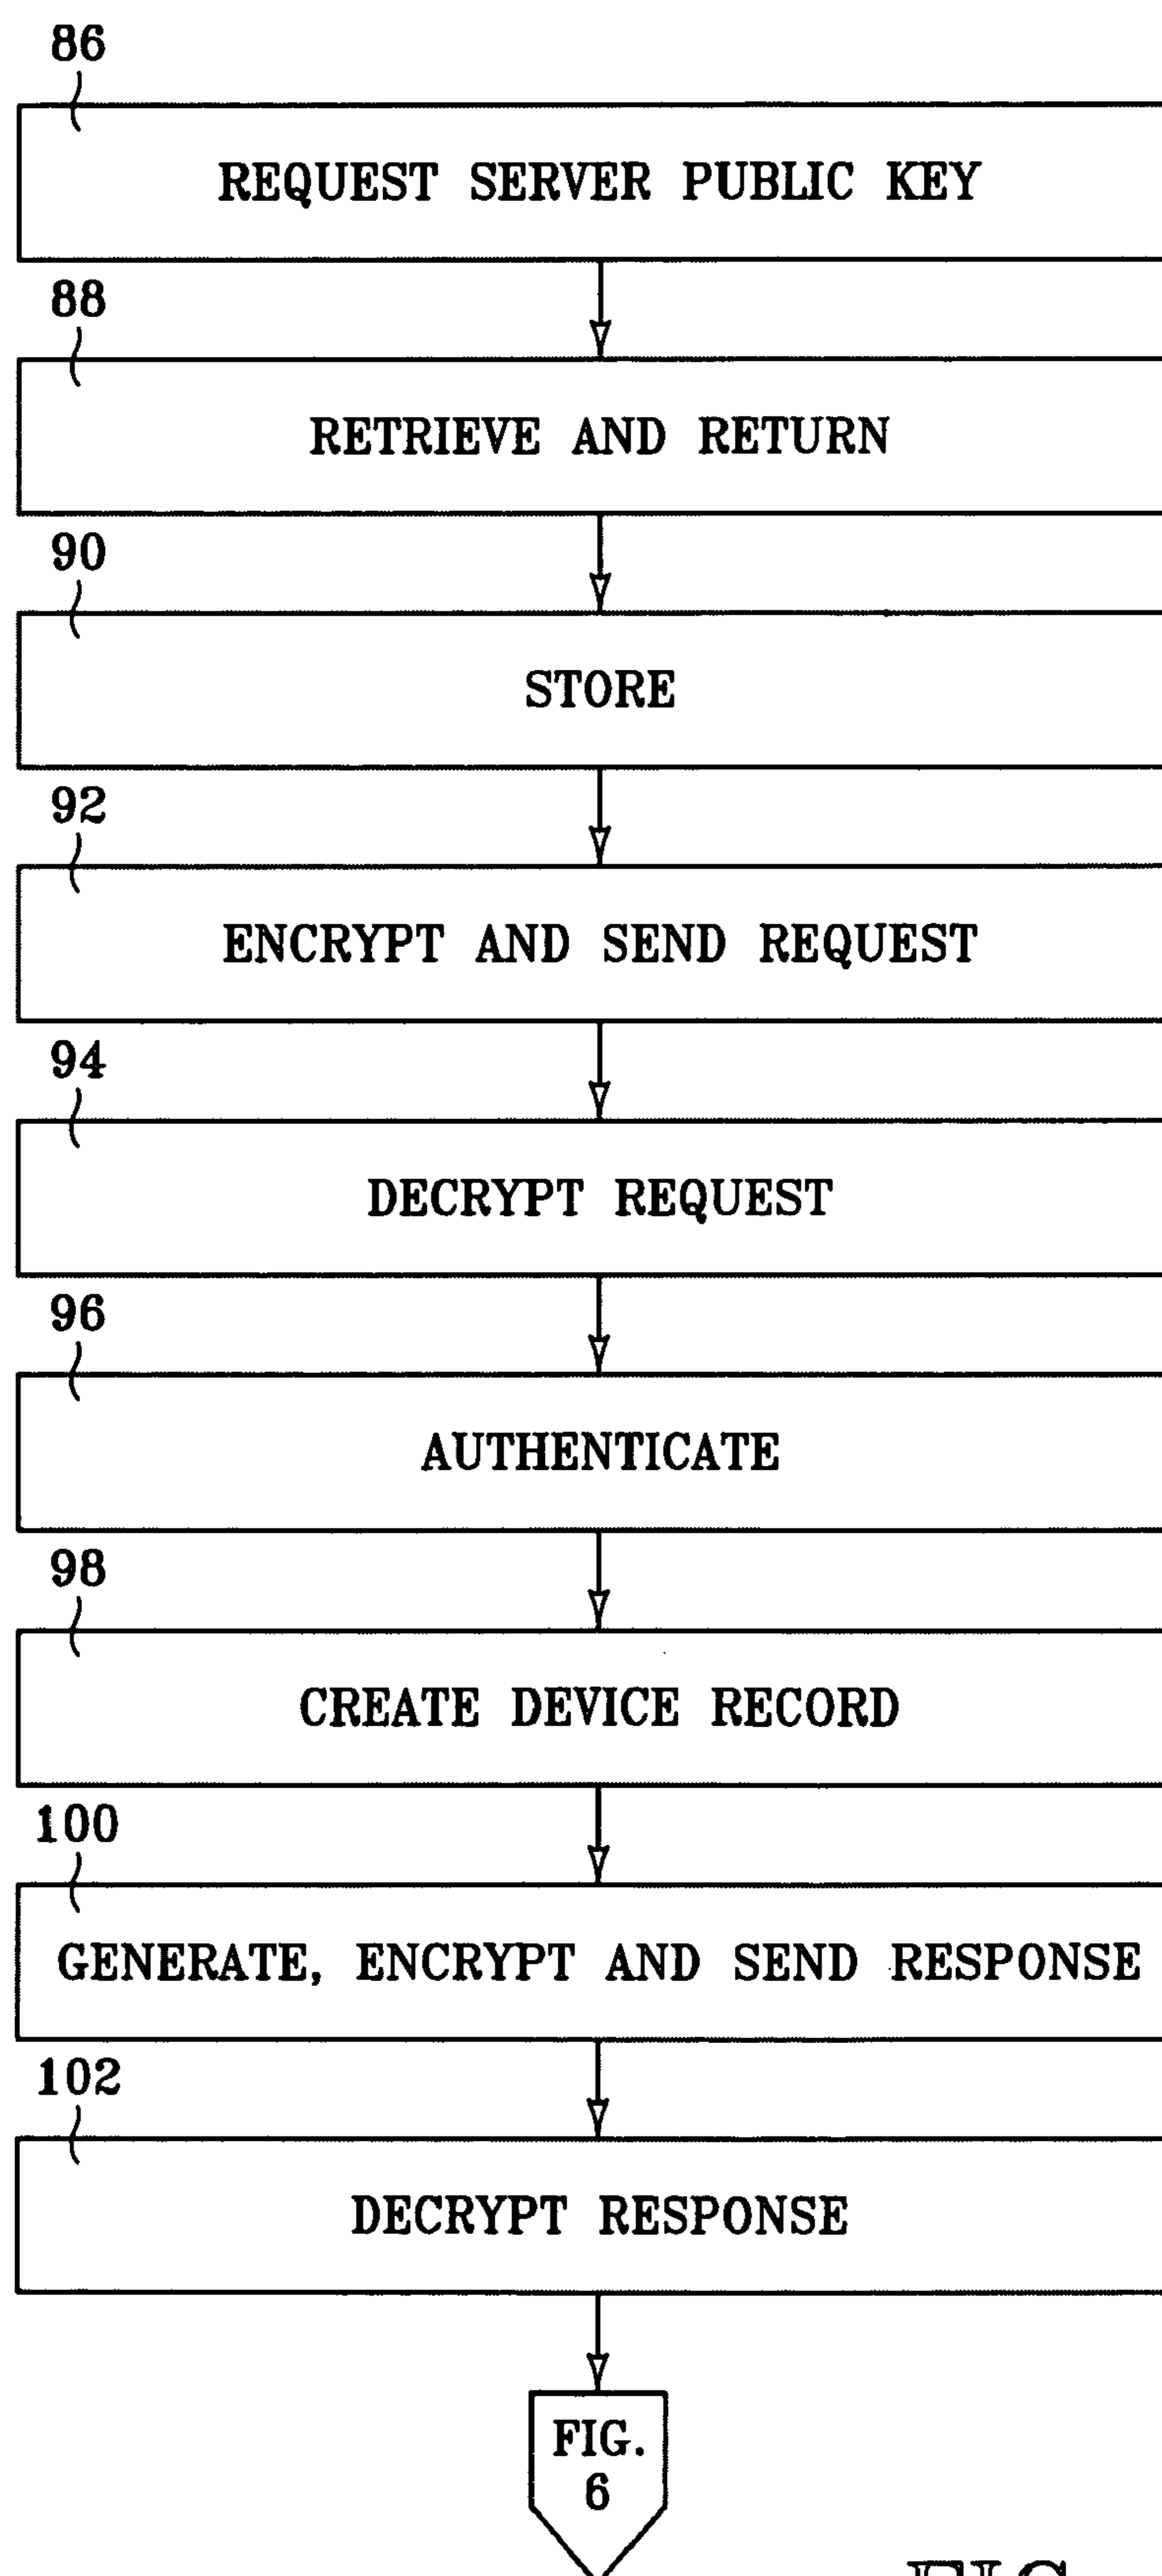 86
REQUEST SERVER PUBLIC KEY
88
RETRIEVE AND RETURN
90
STORE
92
ENCRYPT AND SEND REQUEST
94
DECRYPT REQUEST
96
AUTHENTICATE
98
CREATE DEVICE RECORD
100
GENERATE, ENCRYPT AND SEND RESPONSE
102
DECRYPT RESPONSE
FIG.
6